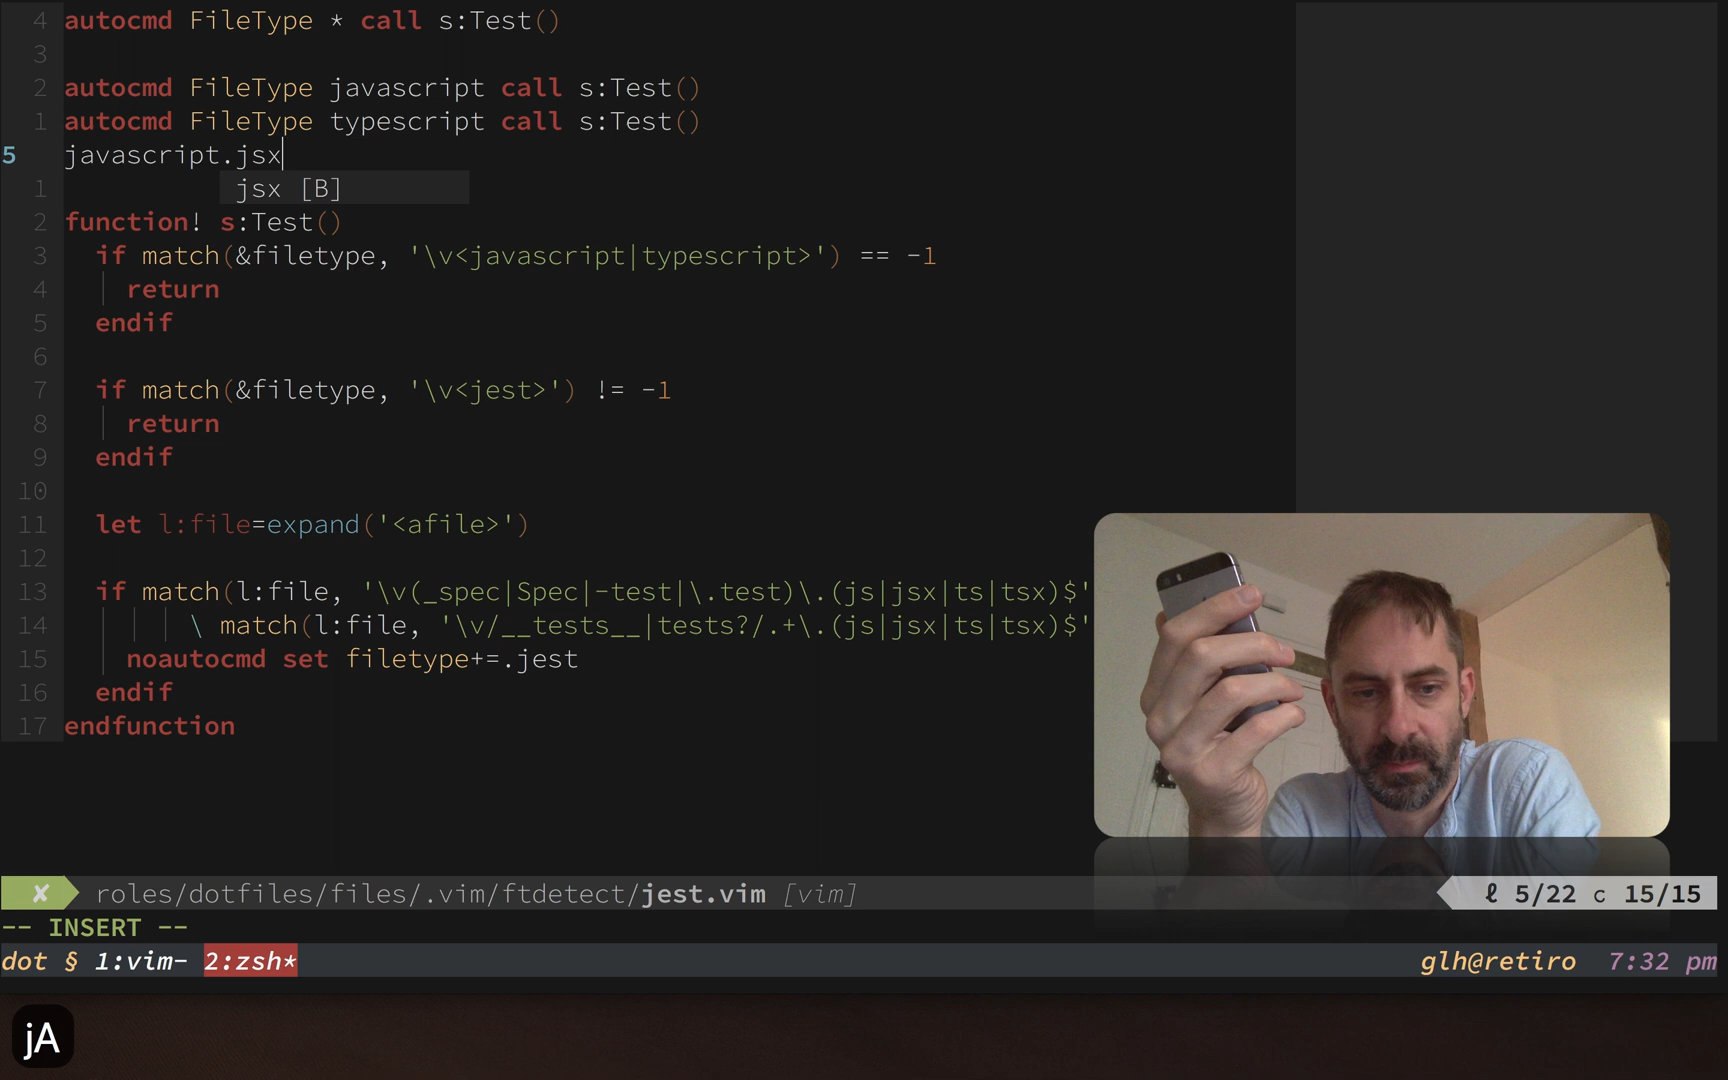 4 autocmd FileType * call s:Test()
3
2 autocmd FileType javascript call s:Test()
1 autocmd FileType typescript call s:Test()
5 javascript.jsx
1 jsx [B]
2 function! s:Test()
3 if match(&filetype, '\v<javascript|typescript>') == -1
4 return
5 endif
6
7 if match(&filetype, '\v<jest>') != -1
8 return
9 endif
10
11 let l:file=expand('<afile>')
12
13 if match(l:file, '\v(_spec|Spec|-test|\.test)\.(js|jsx|ts|tsx)$'
14 \ match(l:file, '\v/__tests__|tests?/.+\.(js|jsx|ts|tsx)$'
15 noautocmd set filetype+=.jest
16 endif
17 endfunction
✘ roles/dotfiles/files/.vim/ftdetect/jest.vim [vim] ℓ 5/22 c 15/15
-- INSERT --
dot § 1:vim- 2:zsh* glh@retiro 7:32 pm
jA